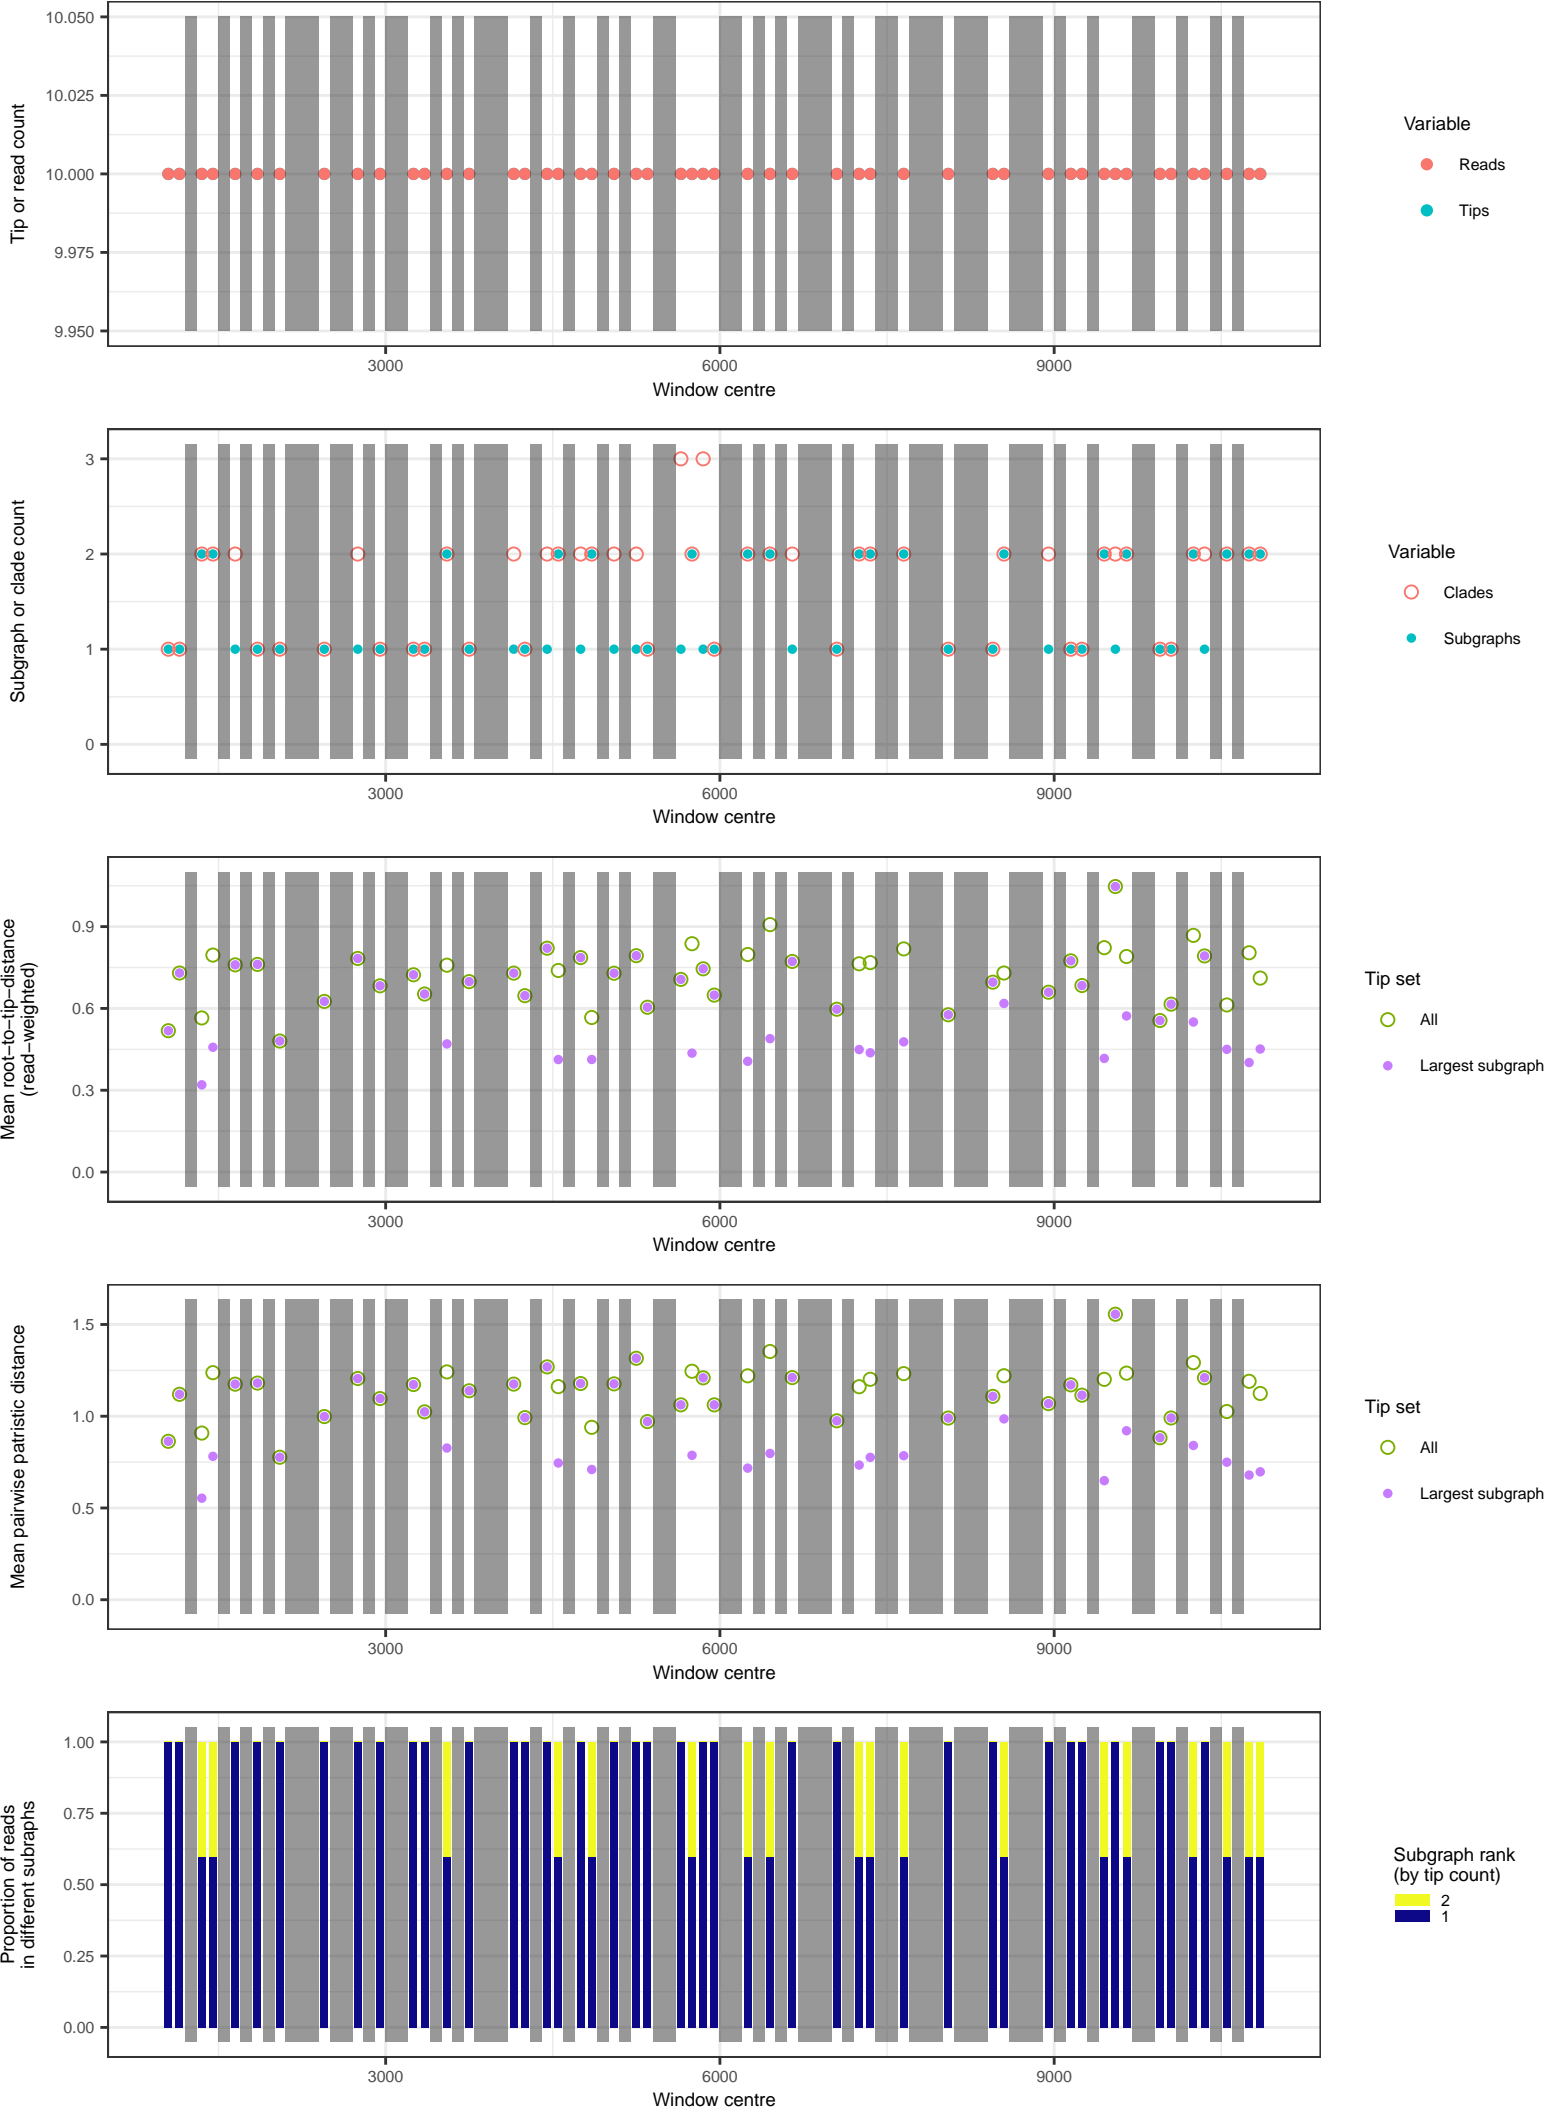 10.050
10.025
10.000
9.975
9.950
Tip or read count
3000
6000
9000
Window centre
Variable
Reads
Tips
3
2
1
0
Subgraph or clade count
3000
6000
9000
Window centre
Variable
Clades
Subgraphs
0.9
0.6
0.3
0.0
Mean root−to−tip−distance
(read−weighted)
3000
6000
9000
Window centre
Tip set
All
Largest subgraph
1.5
1.0
0.5
0.0
Mean pairwise patristic distance
3000
6000
9000
Window centre
Tip set
All
Largest subgraph
1.00
0.75
0.50
0.25
0.00
Proportion of reads
in different subraphs
3000
6000
9000
Window centre
Subgraph rank
(by tip count)
2
1